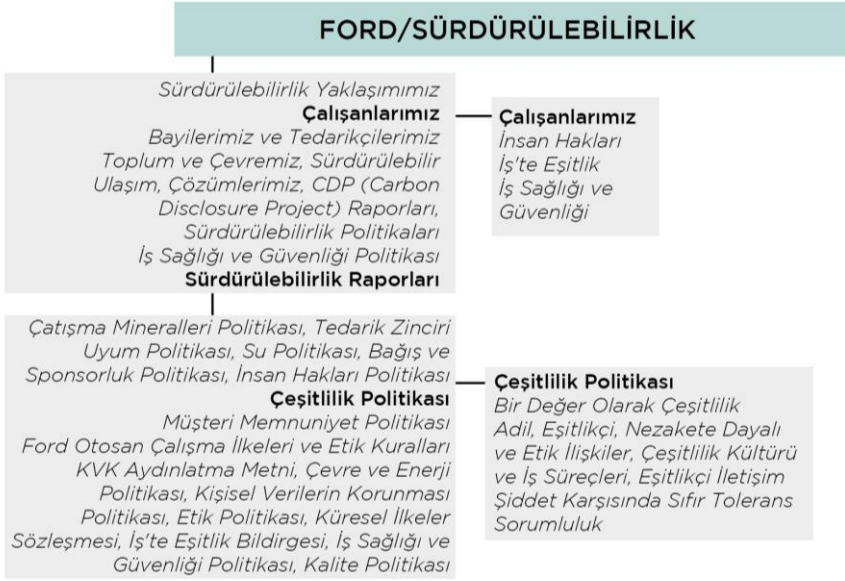 FORD/SÜRDÜRÜLEBİLİRLİK
Sürdürülebilirlik Yaklaşımımız
Çalışanlarımız
Bayilerimiz ve Tedarikçilerimiz
Toplum ve Çevremiz, Sürdürülebilir
Ulaşım, Çözümlerimiz, CDP (Carbon
Disclosure Project) Raporları,
Sürdürülebilirlik Politikaları
İş Sağlığı ve Güvenliği Politikası
Sürdürülebilirlik Raporları
Çalışanlarımız
İnsan Hakları
İş'te Eşitlik
İş Sağlığı ve
Güvenliği
Çatışma Mineralleri Politikası, Tedarik Zinciri
Uyum Politikası, Su Politikası, Bağış ve
Sponsorluk Politikası, İnsan Hakları Politikası
Çeşitlilik Politikası
Müşteri Memnuniyet Politikası
Ford Otosan Çalışma İlkeleri ve Etik Kuralları
KVK Aydınlatma Metni, Çevre ve Enerji
Politikası, Kişisel Verilerin Korunması
Politikası, Etik Politikası, Küresel İlkeler
Sözleşmesi, İş'te Eşitlik Bildirgesi, İş Sağlığı ve
Güvenliği Politikası, Kalite Politikası
Çeşitlilik Politikası
Bir Değer Olarak Çeşitlilik
Adil, Eşitlikçi, Nezakete Dayalı
ve Etik İlişkiler, Çeşitlilik Kültürü
ve İş Süreçleri, Eşitlikçi İletişim
Şiddet Karşısında Sıfır Tolerans
Sorumluluk